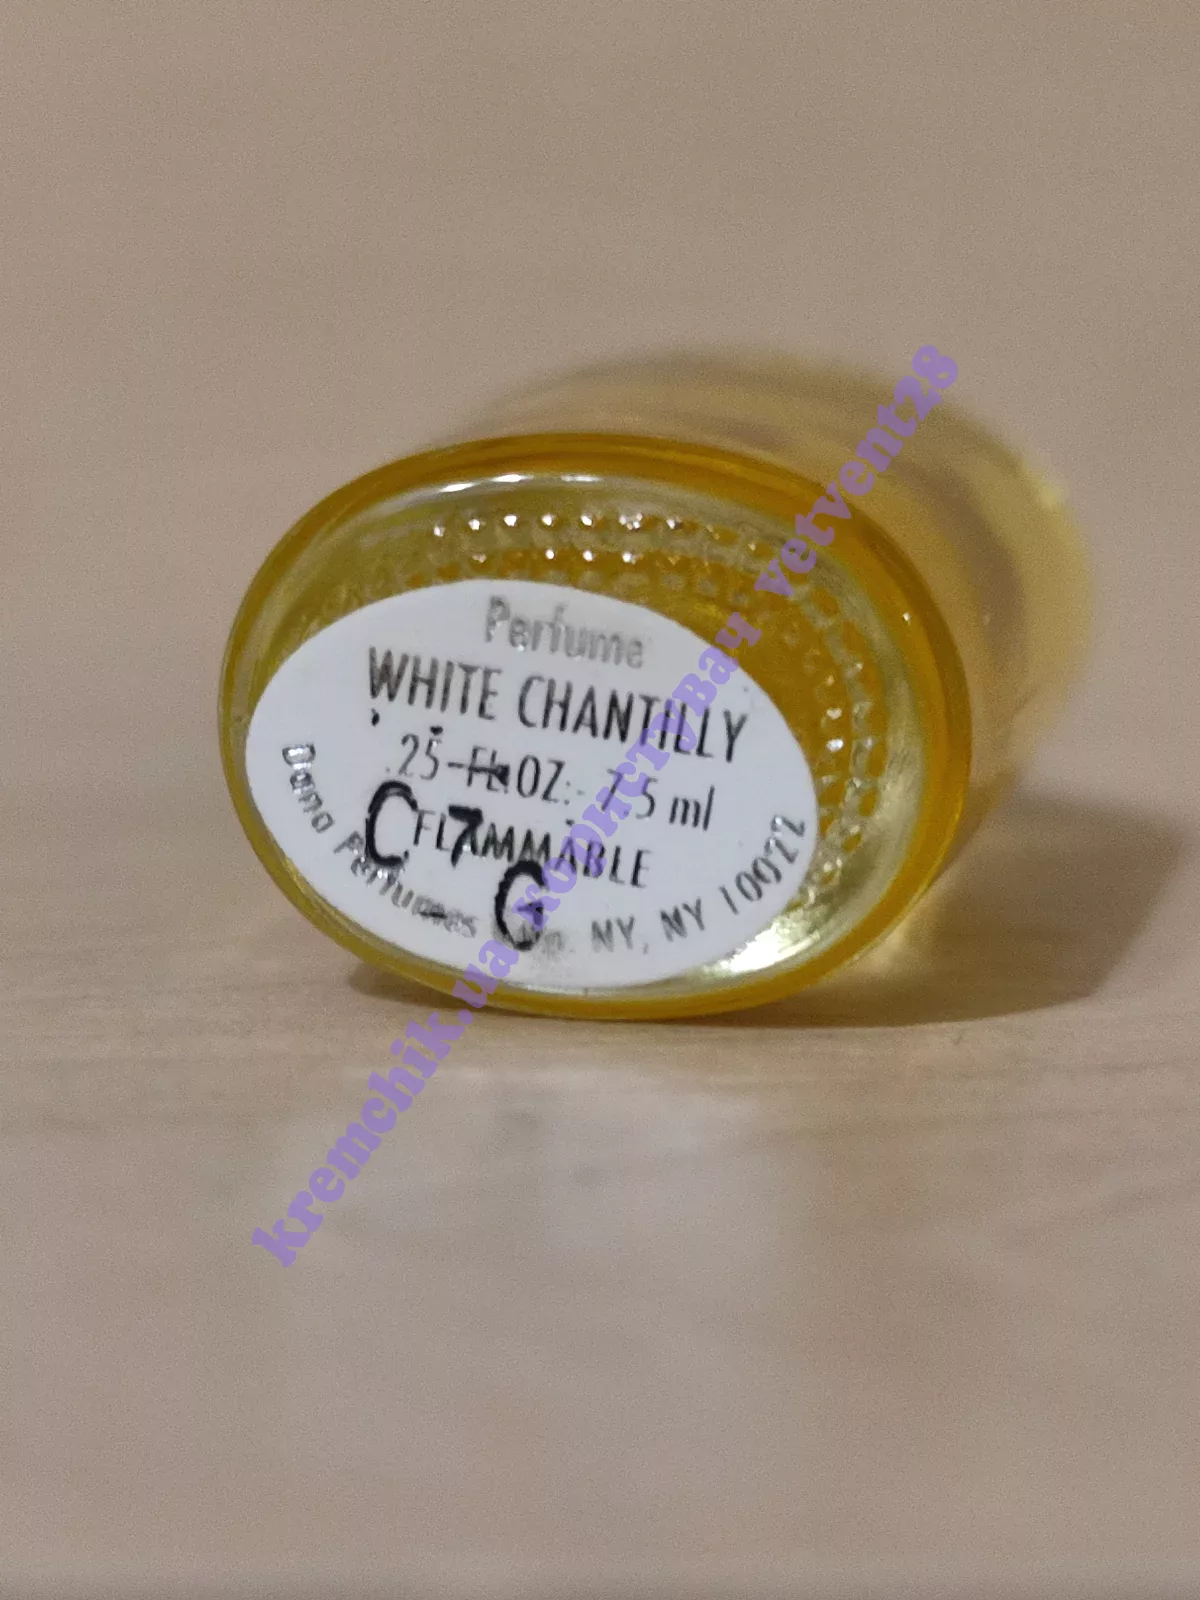 Perfume
WHITE CHANTILLY
.25 FL.OZ. - 7.5 ml
FLAMMABLE
C 7
G
Dana Perfumes NY, NY 10022
kremchik.ua користувач vetvent28